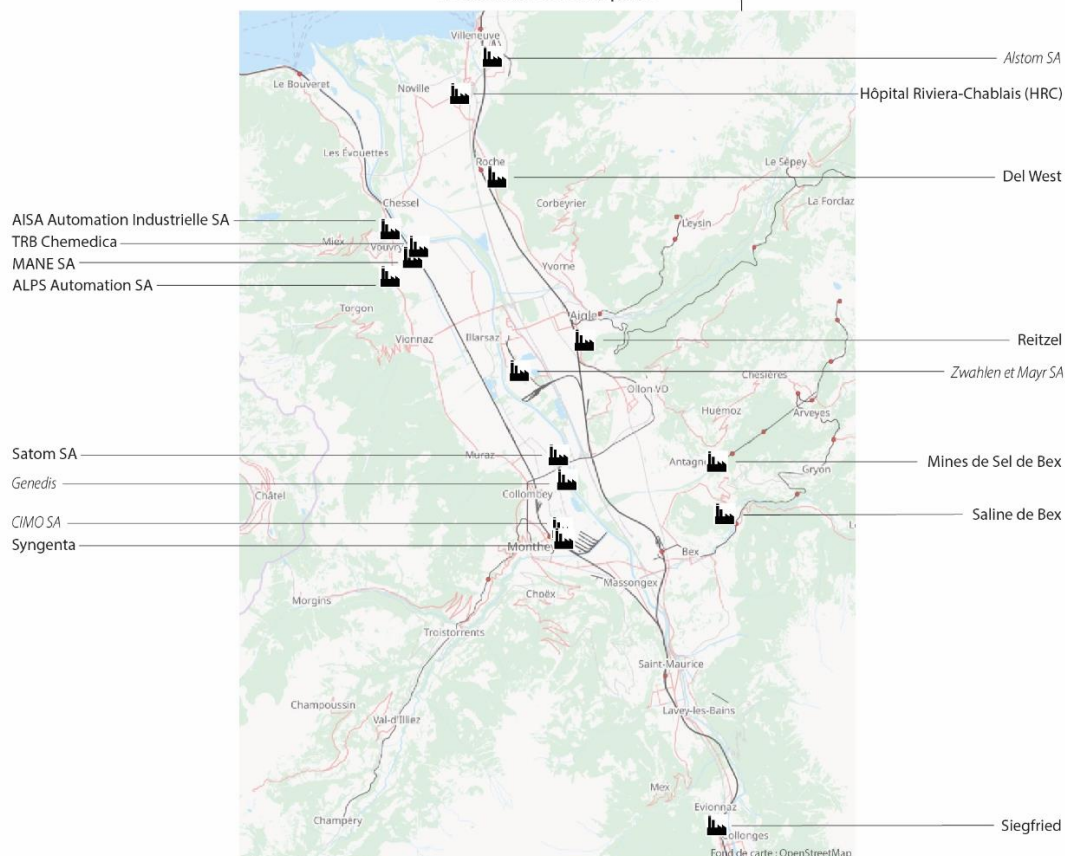 Villeneuve
Alstom SA
Le Bouveret
Noville
Hôpital Riviera-Chablais (HRC)
Les Évouettes
Roche
Le Sépey
Del West
Chessel
Corbeyrier
La Forclaz
AISA Automation Industrielle SA
Leysin
TRB Chemedica
Miex
Vouvry
MANE SA
Yvorne
ALPS Automation SA
Torgon
Aigle
Vionnaz
Illarsaz
Reitzel
Zwahlen et Mayr SA
Ollon VD
Chesières
Huémoz
Arveyes
Satom SA
Muraz
Antagne
Mines de Sel de Bex
Gryon
Genedis
Châtel
Collombey
CIMO SA
Saline de Bex
Syngenta
Monthey
Bex
Massongex
Choëx
Morgins
Troistorrents
Saint-Maurice
Champoussin
Val-d'Illiez
Lavey-les-Bains
Mex
Evionnaz
Champéry
Siegfried
Collonges
Fond de carte : OpenStreetMap